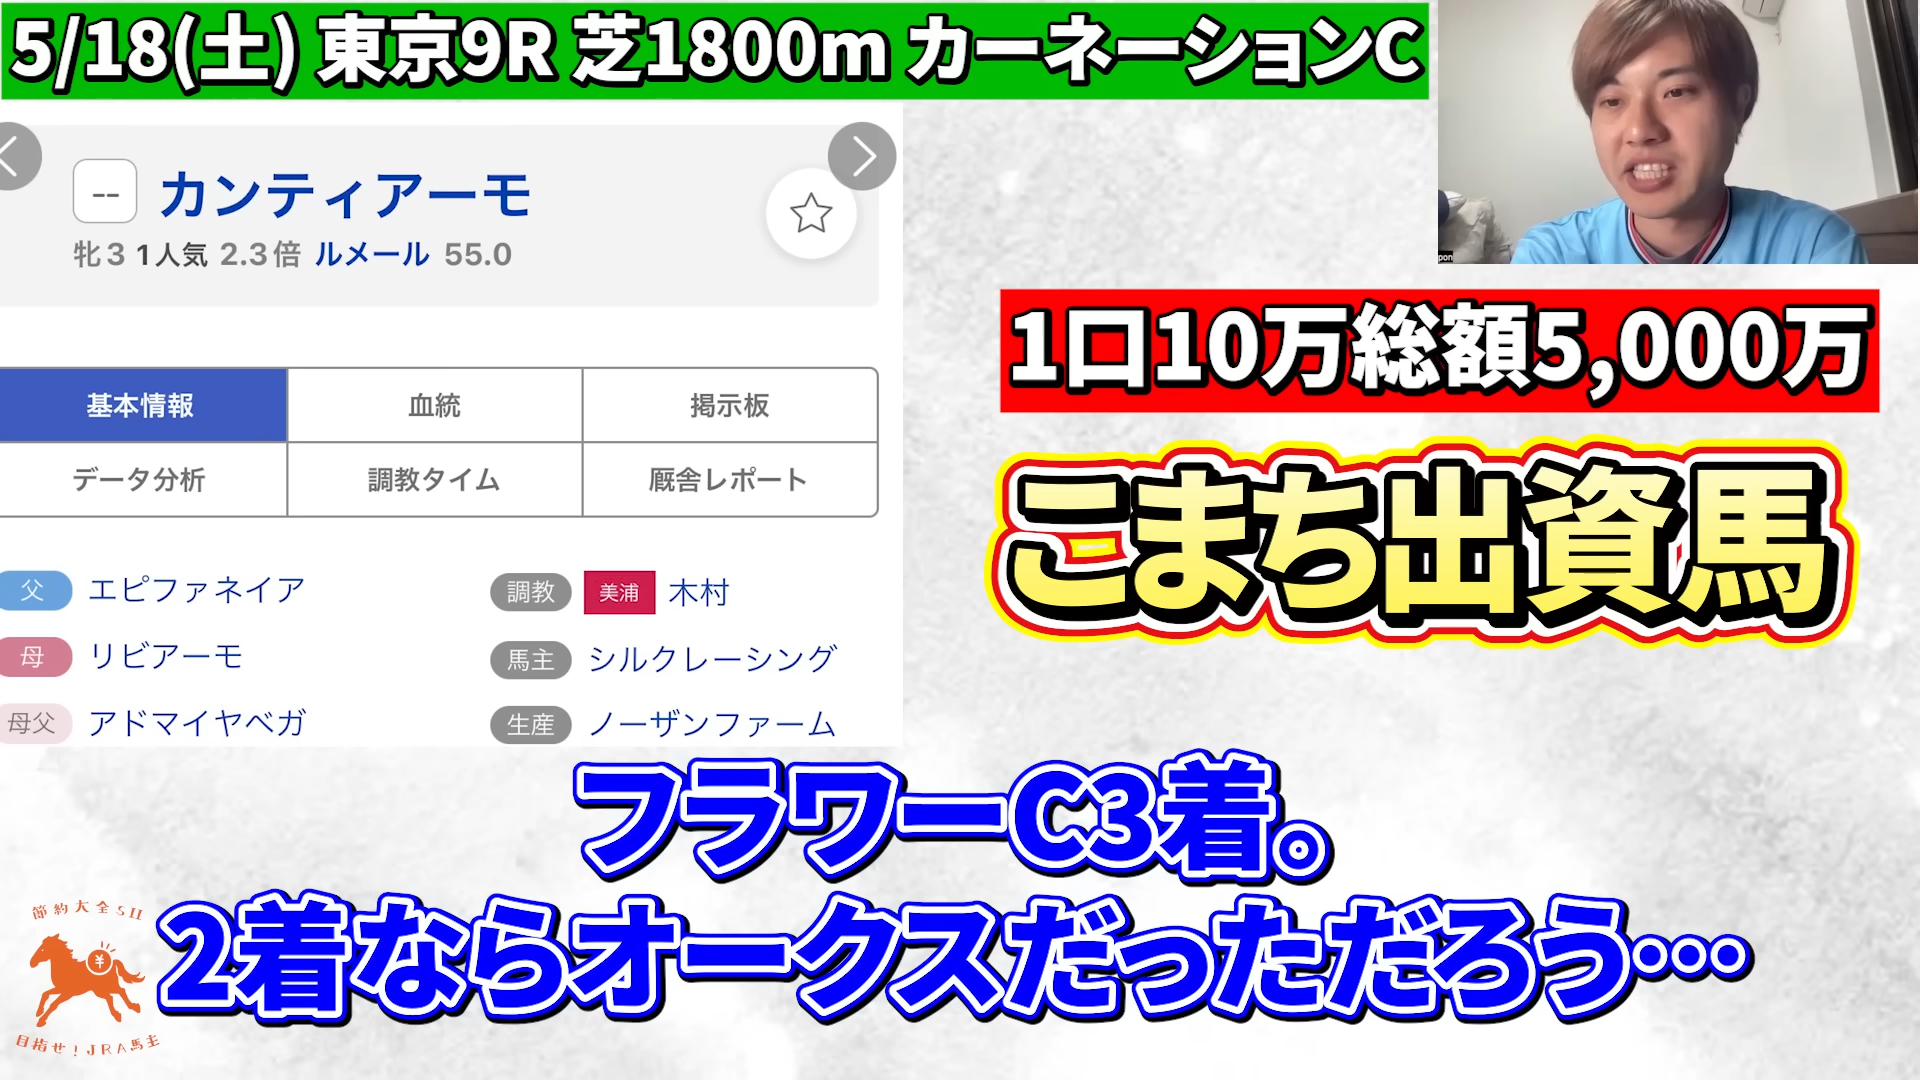 5/18(土) 東京9R 芝1800m カーネーションC
-- カンティアーモ
牝3 1人気 2.3倍 ルメール 55.0
基本情報 血統 掲示板
データ分析 調教タイム 厩舎レポート
父 エピファネイア 調教 美浦 木村
母 リビアーモ 馬主 シルクレーシング
母父 アドマイヤベガ 生産 ノーザンファーム
1口10万総額5,000万
こまち出資馬
フラワーC3着。
2着ならオークスだっただろう…
節約大全SII
¥
目指せ!JRA馬主
pon